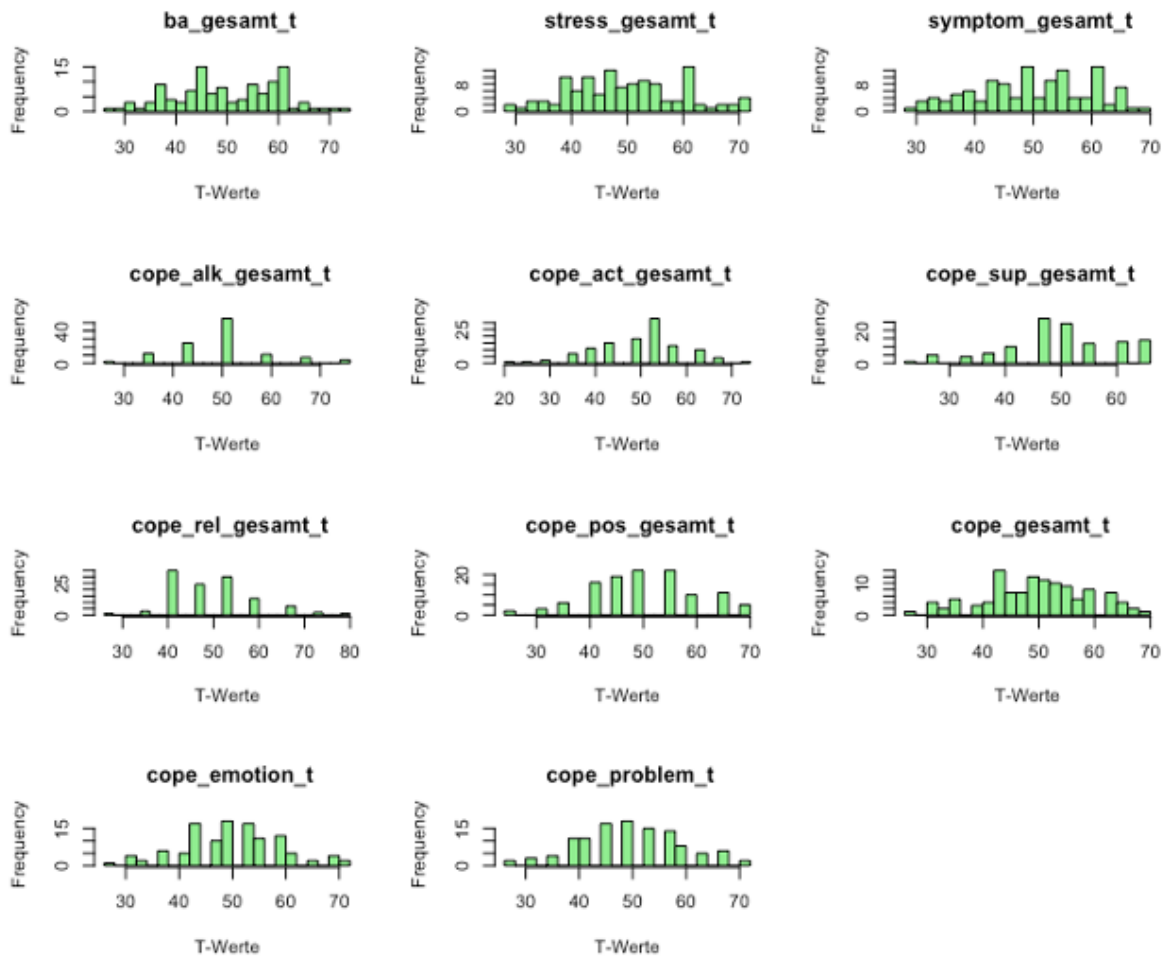 ba_gesamt_t
Frequency
15
0
30 40 50 60 70
T-Werte
stress_gesamt_t
Frequency
8
0
30 40 50 60 70
T-Werte
symptom_gesamt_t
Frequency
8
0
30 40 50 60 70
T-Werte
cope_alk_gesamt_t
Frequency
40
0
30 40 50 60 70
T-Werte
cope_act_gesamt_t
Frequency
25
0
20 30 40 50 60 70
T-Werte
cope_sup_gesamt_t
Frequency
20
0
30 40 50 60
T-Werte
cope_rel_gesamt_t
Frequency
25
0
30 40 50 60 70 80
T-Werte
cope_pos_gesamt_t
Frequency
20
0
30 40 50 60 70
T-Werte
cope_gesamt_t
Frequency
10
0
30 40 50 60 70
T-Werte
cope_emotion_t
Frequency
15
0
30 40 50 60 70
T-Werte
cope_problem_t
Frequency
15
0
30 40 50 60 70
T-Werte